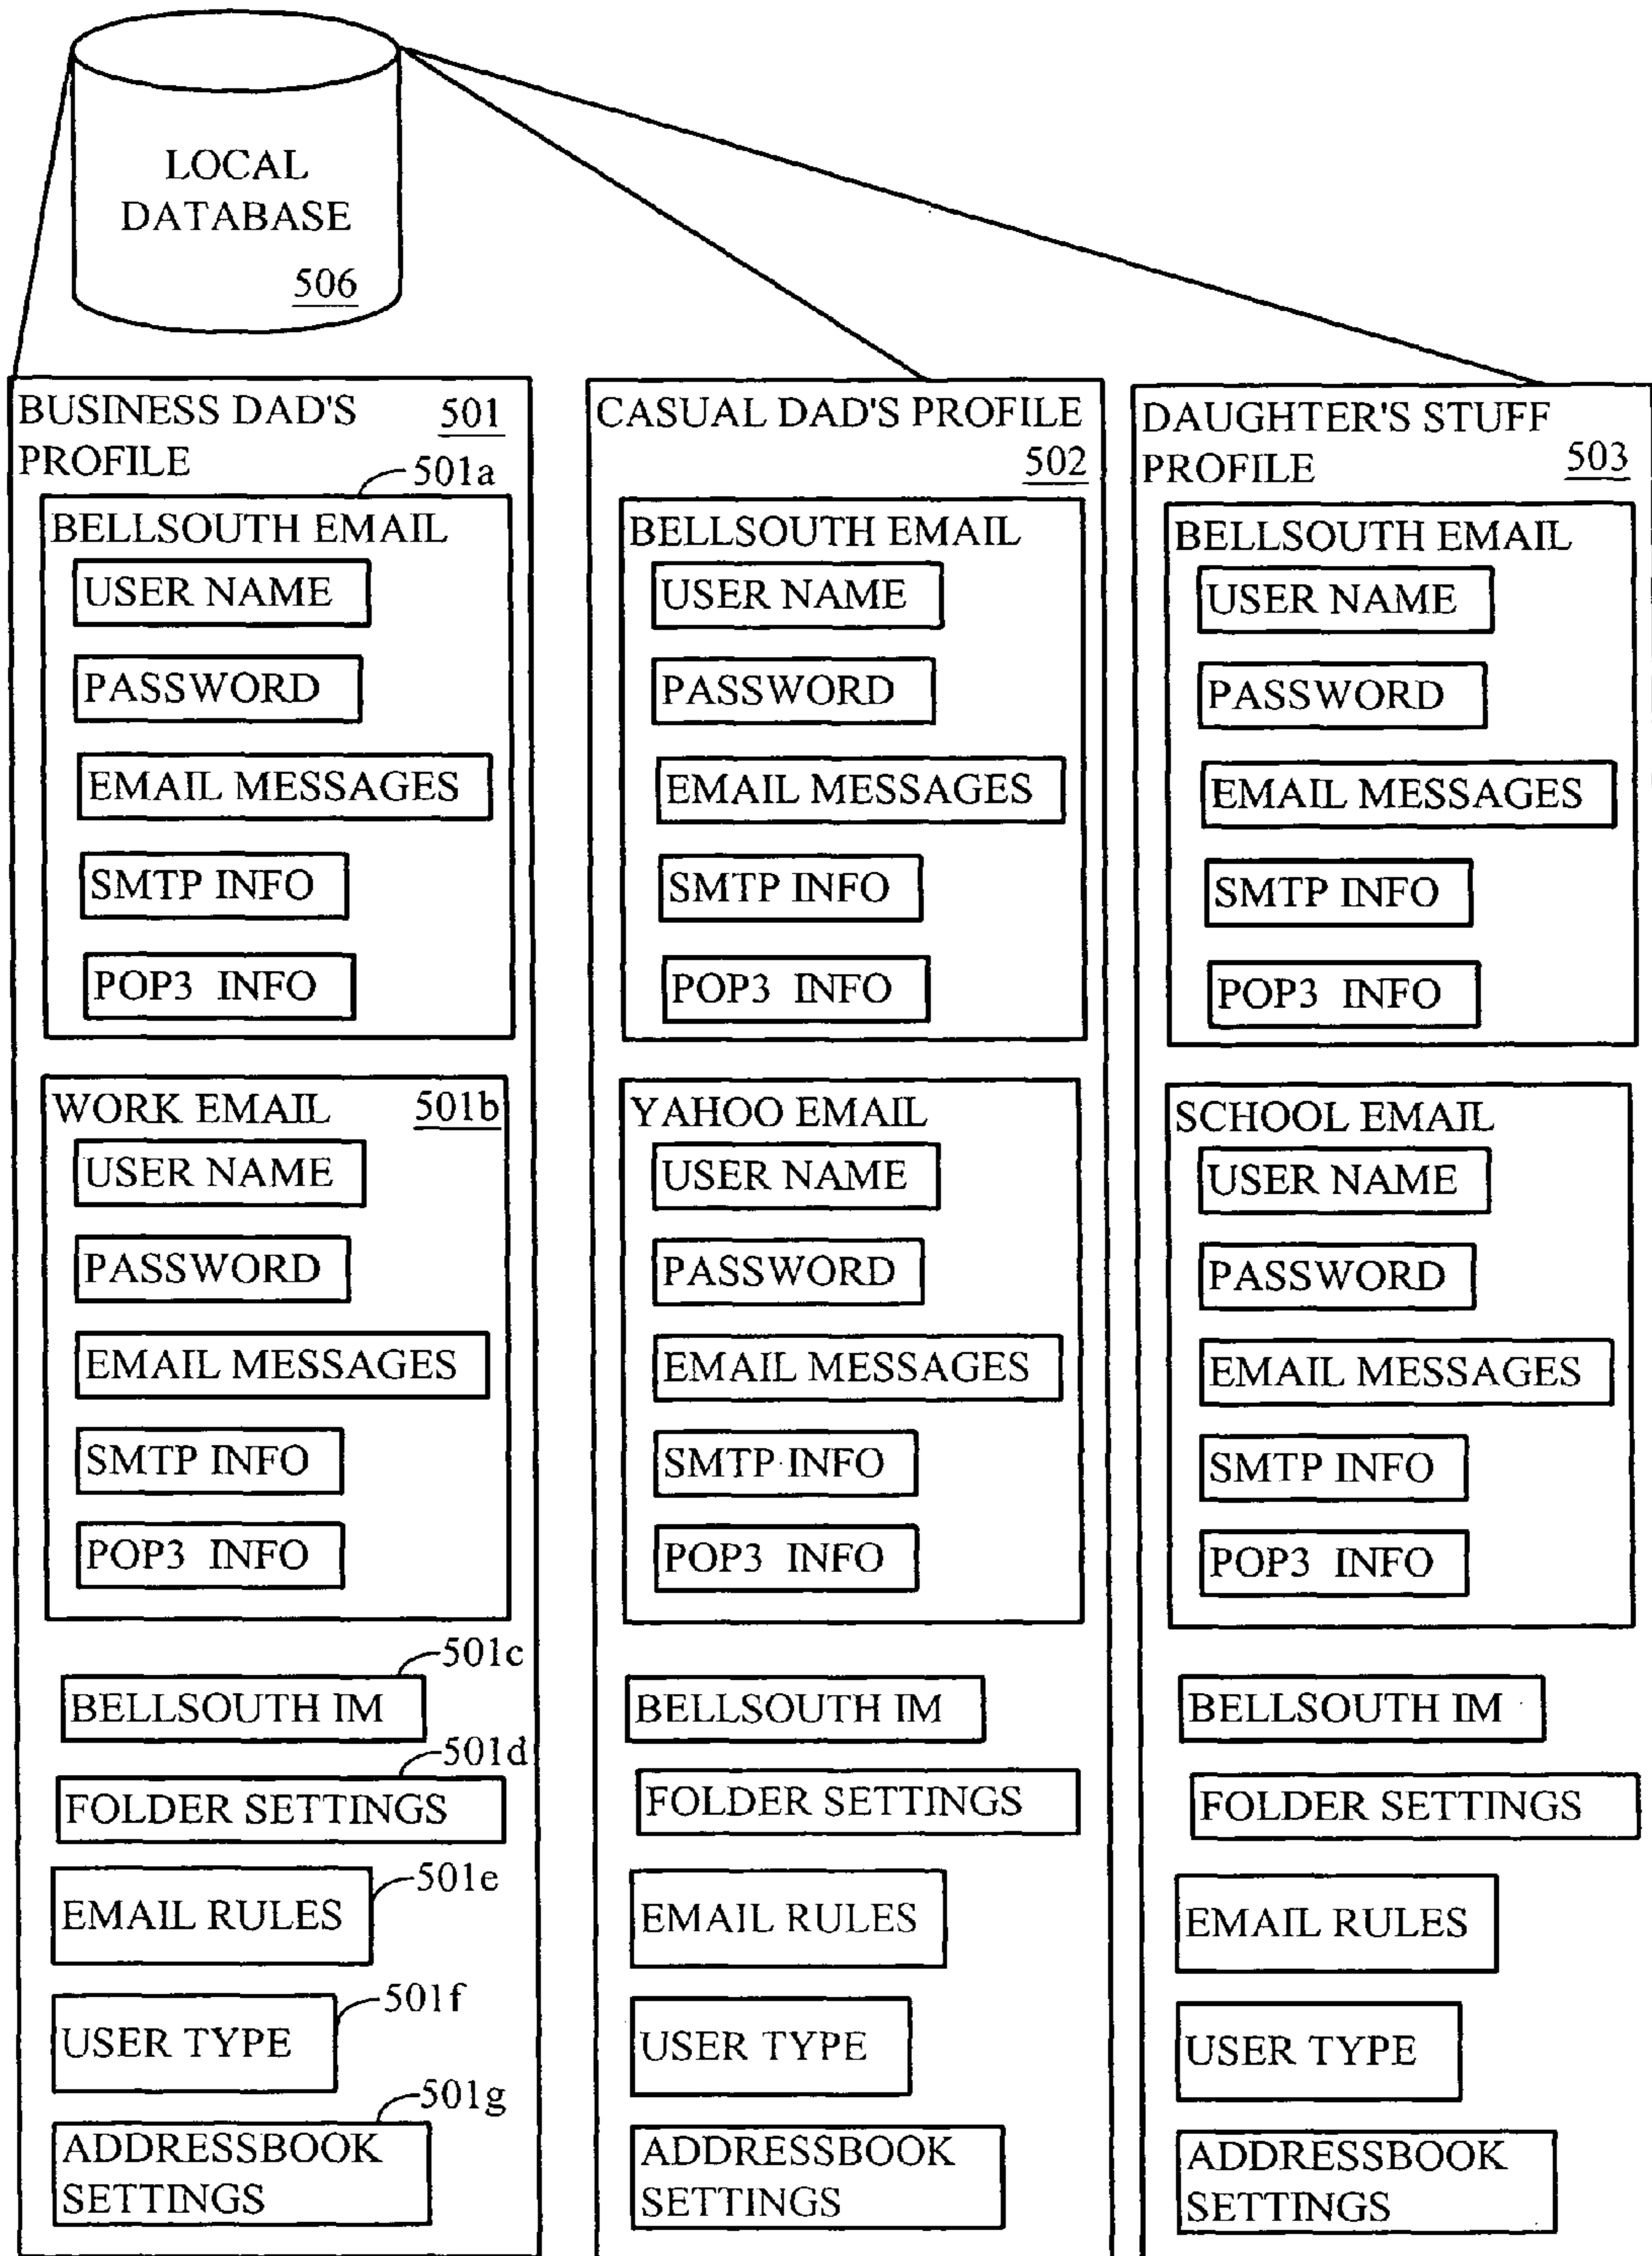 LOCAL
DATABASE
506
BUSINESS DAD'S
PROFILE
501
501a
BELLSOUTH EMAIL
USER NAME
PASSWORD
EMAIL MESSAGES
SMTP INFO
POP3 INFO
WORK EMAIL 501b
USER NAME
PASSWORD
EMAIL MESSAGES
SMTP INFO
POP3 INFO
501c
BELLSOUTH IM
501d
FOLDER SETTINGS
501e
EMAIL RULES
501f
USER TYPE
501g
ADDRESSBOOK
SETTINGS
CASUAL DAD'S PROFILE
502
BELLSOUTH EMAIL
USER NAME
PASSWORD
EMAIL MESSAGES
SMTP INFO
POP3 INFO
YAHOO EMAIL
USER NAME
PASSWORD
EMAIL MESSAGES
SMTP INFO
POP3 INFO
BELLSOUTH IM
FOLDER SETTINGS
EMAIL RULES
USER TYPE
ADDRESSBOOK
SETTINGS
DAUGHTER'S STUFF
PROFILE
503
BELLSOUTH EMAIL
USER NAME
PASSWORD
EMAIL MESSAGES
SMTP INFO
POP3 INFO
SCHOOL EMAIL
USER NAME
PASSWORD
EMAIL MESSAGES
SMTP INFO
POP3 INFO
BELLSOUTH IM
FOLDER SETTINGS
EMAIL RULES
USER TYPE
ADDRESSBOOK
SETTINGS